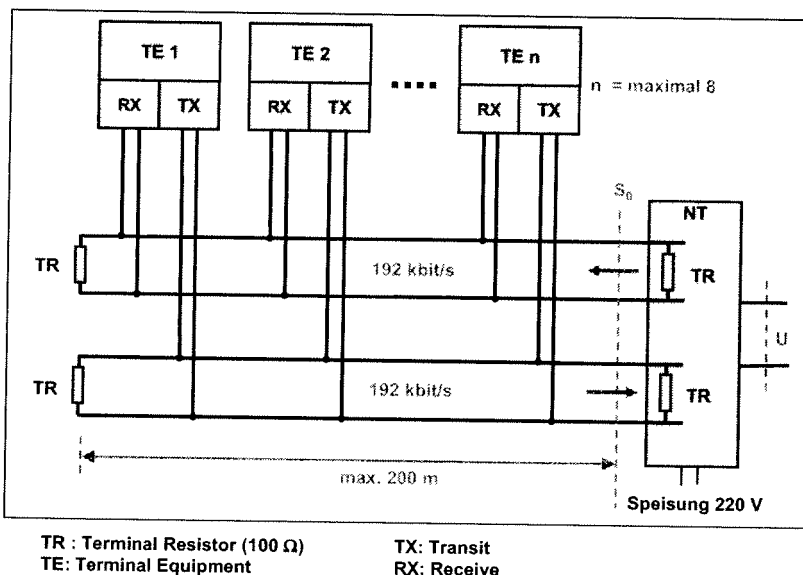 TE 1
TE 2
TE n
n = maximal 8
RX
TX
RX
TX
RX
TX
S₀
NT
TR
192 kbit/s
TR
TR
192 kbit/s
TR
U
max. 200 m
Speisung 220 V
TR : Terminal Resistor (100 Ω)
TX: Transit
TE: Terminal Equipment
RX: Receive